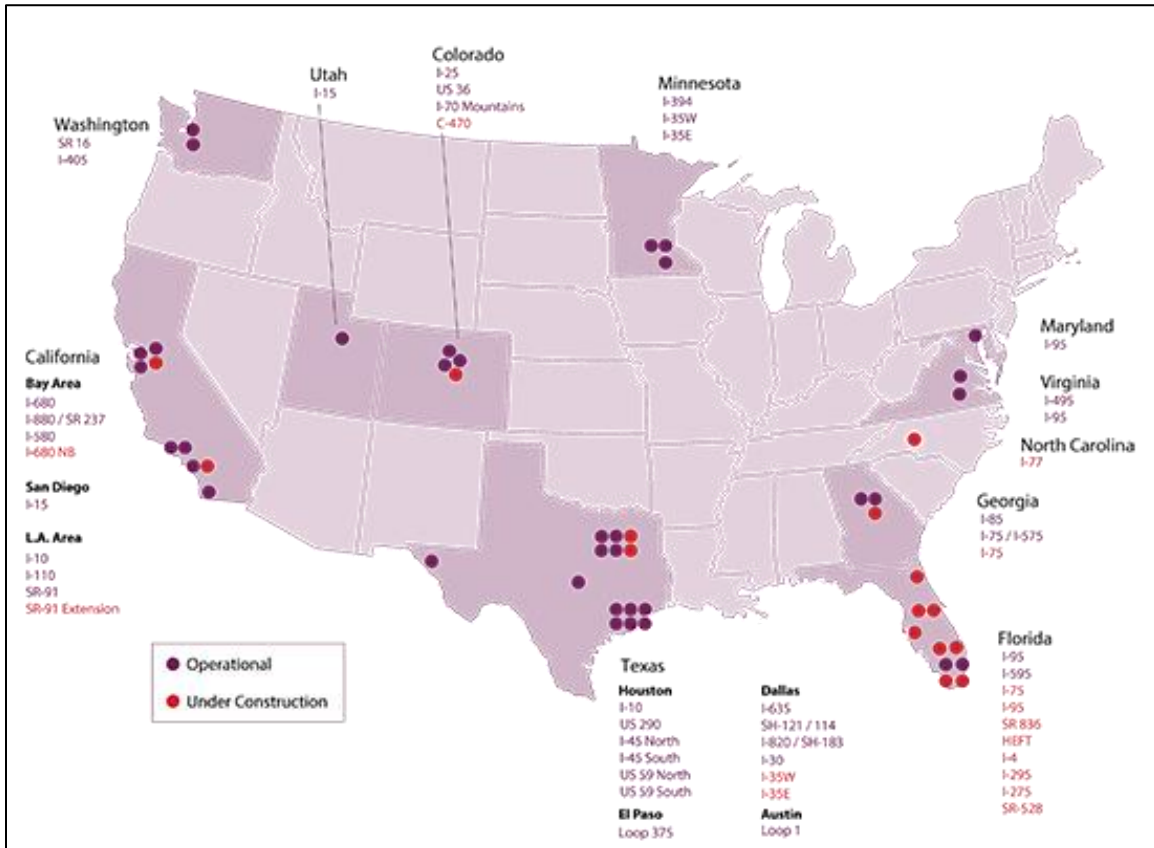 Colorado
I-25
US 36
I-70 Mountains
C-470
Utah
I-15
Minnesota
I-394
I-35W
I-35E
Washington
SR 16
I-405
Maryland
I-95
Virginia
I-495
I-95
North Carolina
I-77
Georgia
I-85
I-75 / I-575
I-75
California
Bay Area
I-680
I-880 / SR 237
I-580
I-680 NB
San Diego
I-15
L.A. Area
I-10
I-110
SR-91
SR-91 Extension
Operational
Under Construction
Texas
Houston
I-10
US 290
I-45 North
I-45 South
US 59 North
US 59 South
El Paso
Loop 375
Dallas
I-635
SH-121 / 114
I-820 / SH-183
I-30
I-35W
I-35E
Austin
Loop 1
Florida
I-95
I-595
I-75
I-95
SR 836
HEFT
I-4
I-295
I-275
SR-528